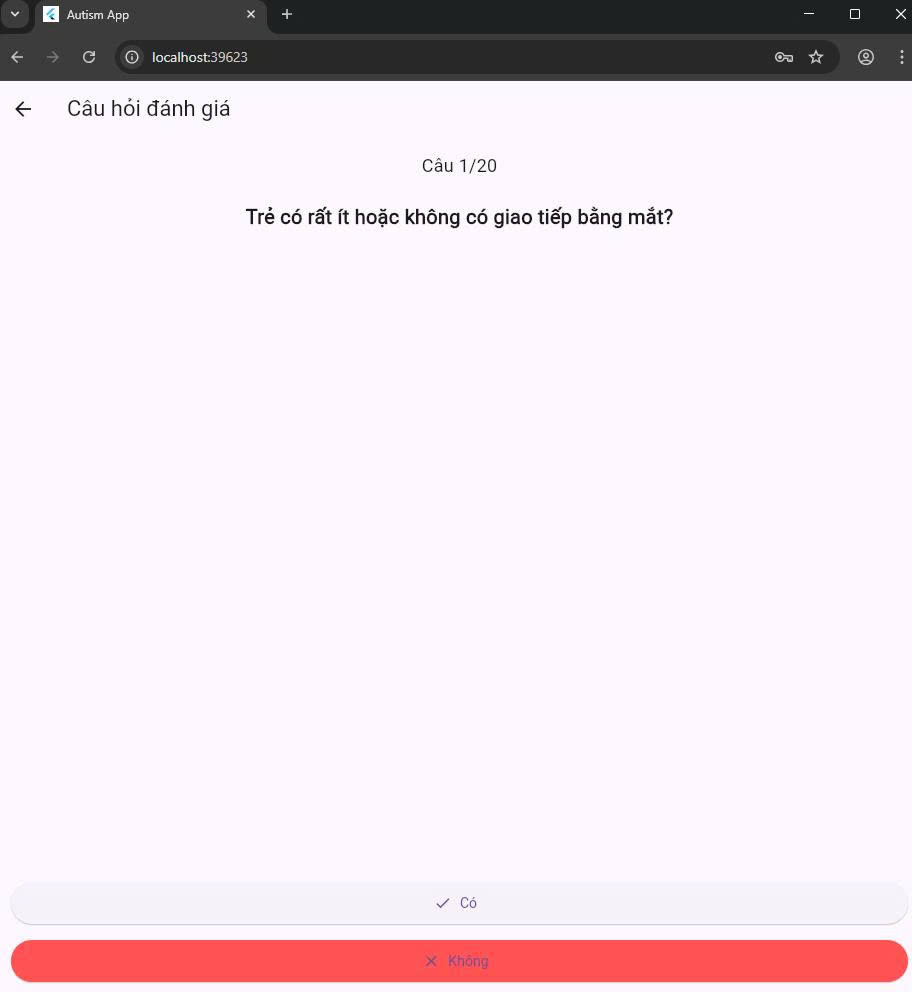 Autism App
localhost:39623
Câu hỏi đánh giá
Câu 1/20
Trẻ có rất ít hoặc không có giao tiếp bằng mắt?
Có
Không